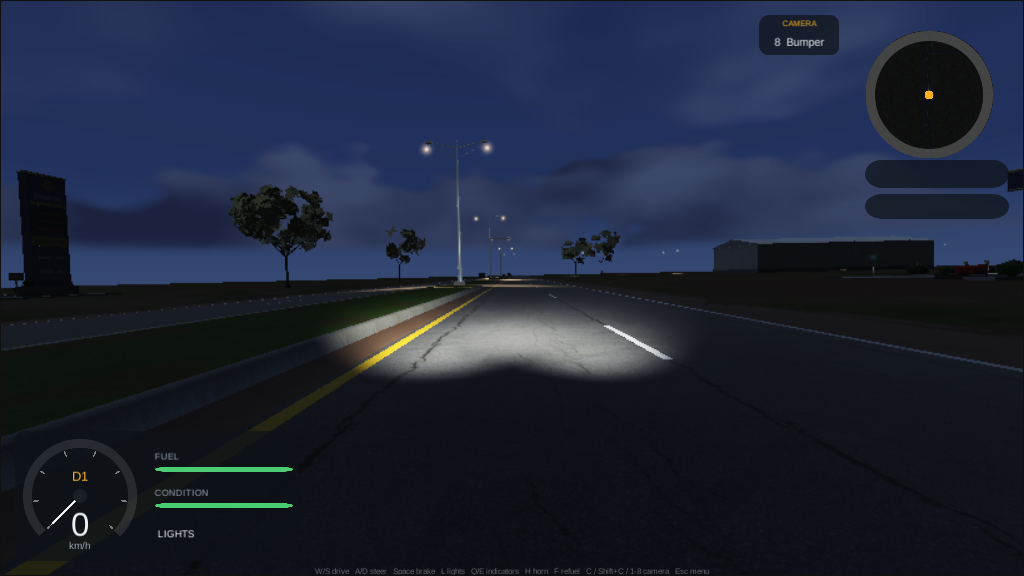 CAMERA
8 Bumper
D1
0
km/h
FUEL
CONDITION
LIGHTS
W/S drive A/D steer Space brake L lights Q/E indicators H horn F refuel C / Shift+C / 1-8 camera Esc menu